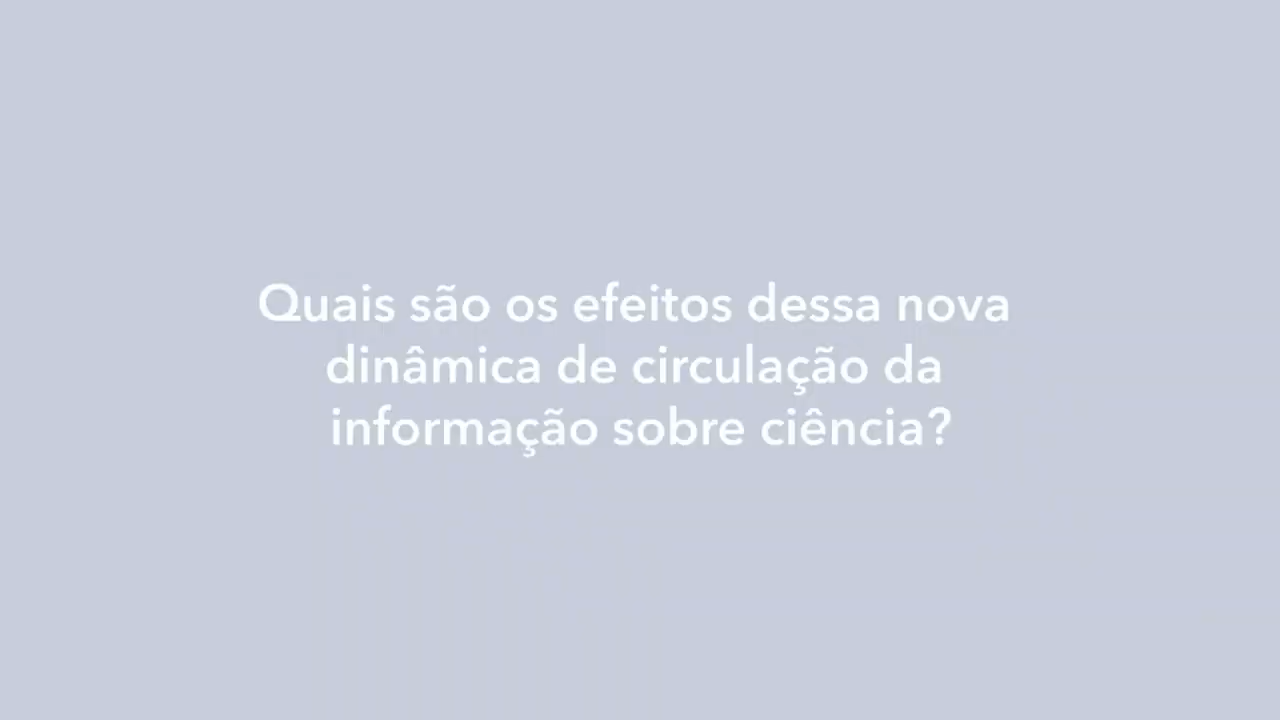 Quais são os efeitos dessa nova
dinâmica de circulação da
informação sobre ciência?